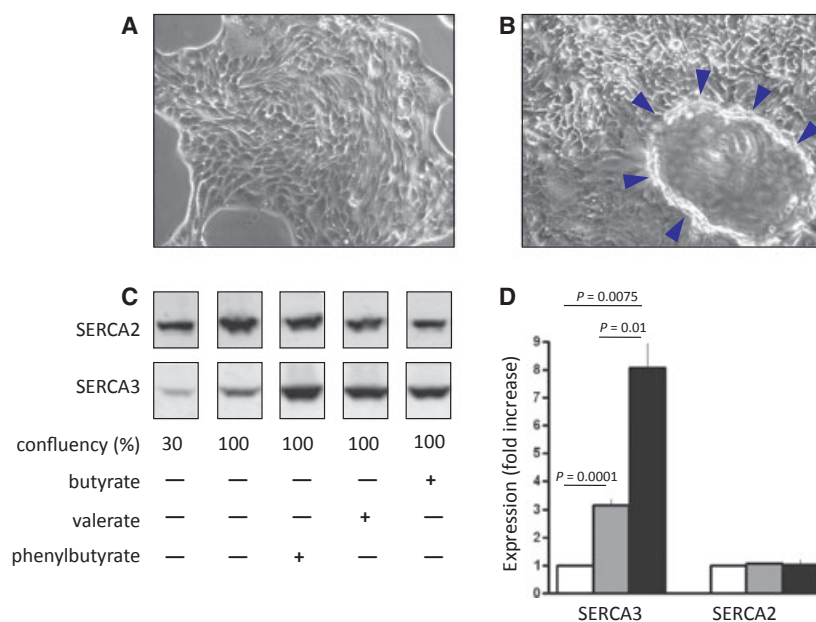 A
B
C
SERCA2
SERCA3
confluency (%) 30 100 100 100 100
butyrate — — — — +
valerate — — — + —
phenylbutyrate — — + — —
D
P = 0.0075
P = 0.01
P = 0.0001
Expression (fold increase)
9
8
7
6
5
4
3
2
1
0
SERCA3 SERCA2